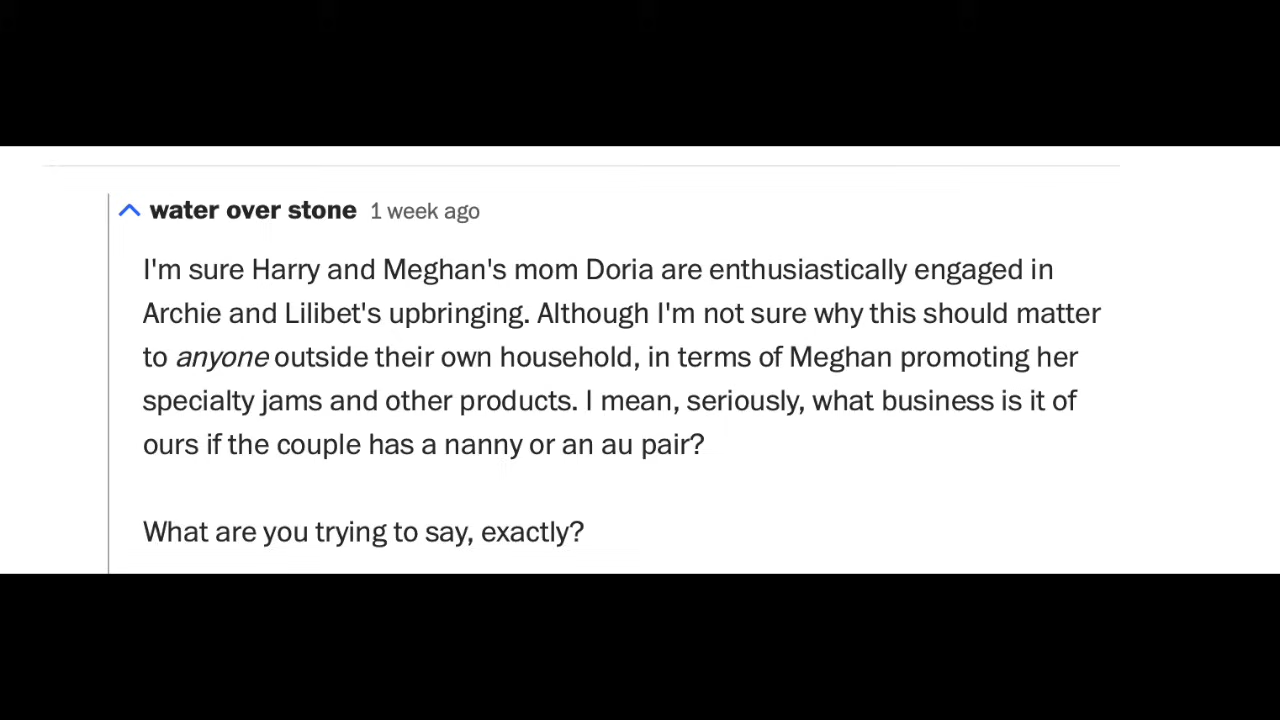 water over stone 1 week ago
I'm sure Harry and Meghan's mom Doria are enthusiastically engaged in
Archie and Lilibet's upbringing. Although I'm not sure why this should matter
to anyone outside their own household, in terms of Meghan promoting her
specialty jams and other products. I mean, seriously, what business is it of
ours if the couple has a nanny or an au pair?
What are you trying to say, exactly?